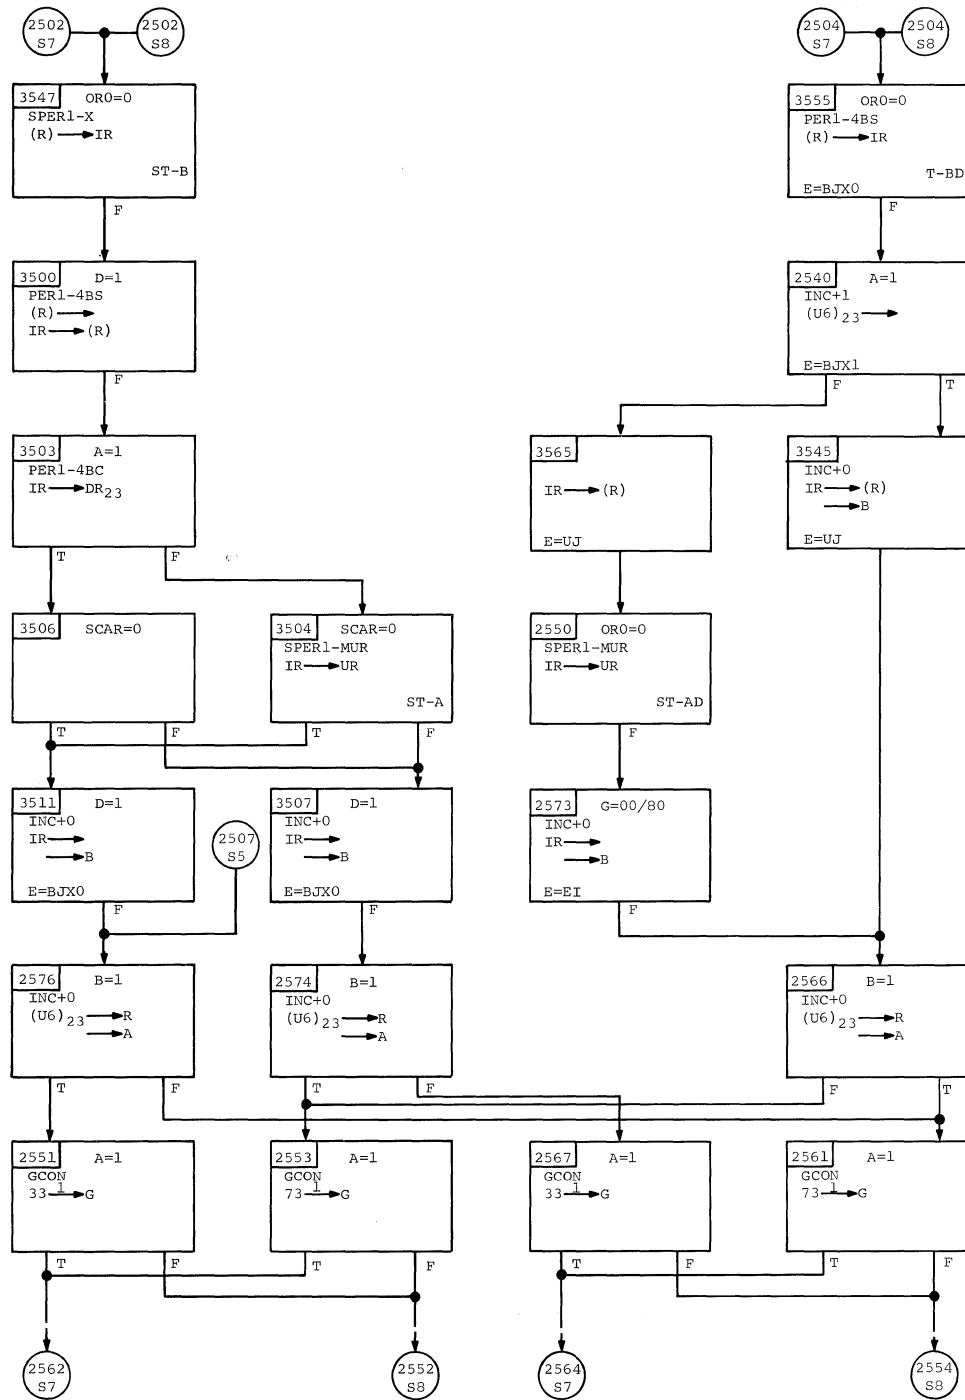 2502 2502 2504 2504
S7 S8 S7 S8
3547 OR0=0
SPER1-X
(R) IR
ST-B
F
3555 OR0=0
PER1-4BS
(R) IR
T-BD
E=BJX0
F
3500 D=1
PER1-4BS
(R)
IR (R)
F
2540 A=1
INC+1
(U6)23
E=BJX1
F T
3503 A=1
PER1-4BC
IR DR23
T F
3565
IR (R)
E=UJ
3545
INC+0
IR (R)
B
E=UJ
3506 SCAR=0
T F
3504 SCAR=0
SPER1-MUR
IR UR
ST-A
T F
2550 OR0=0
SPER1-MUR
IR UR
ST-AD
F
3511 D=1
INC+0
IR
B
E=BJX0
F
2507
S5
3507 D=1
INC+0
IR
B
E=BJX0
F
2573 G=00/80
INC+0
IR
B
E=EI
F
2576 B=1
INC+0
(U6)23 R
A
T F
2574 B=1
INC+0
(U6)23 R
A
T F
2566 B=1
INC+0
(U6)23 R
A
F T
2551 A=1
GCON
1
33 G
T F
2553 A=1
GCON
1
73 G
T F
2567 A=1
GCON
1
33 G
T F
2561 A=1
GCON
1
73 G
T F
2562 2552 2564 2554
S7 S8 S7 S8